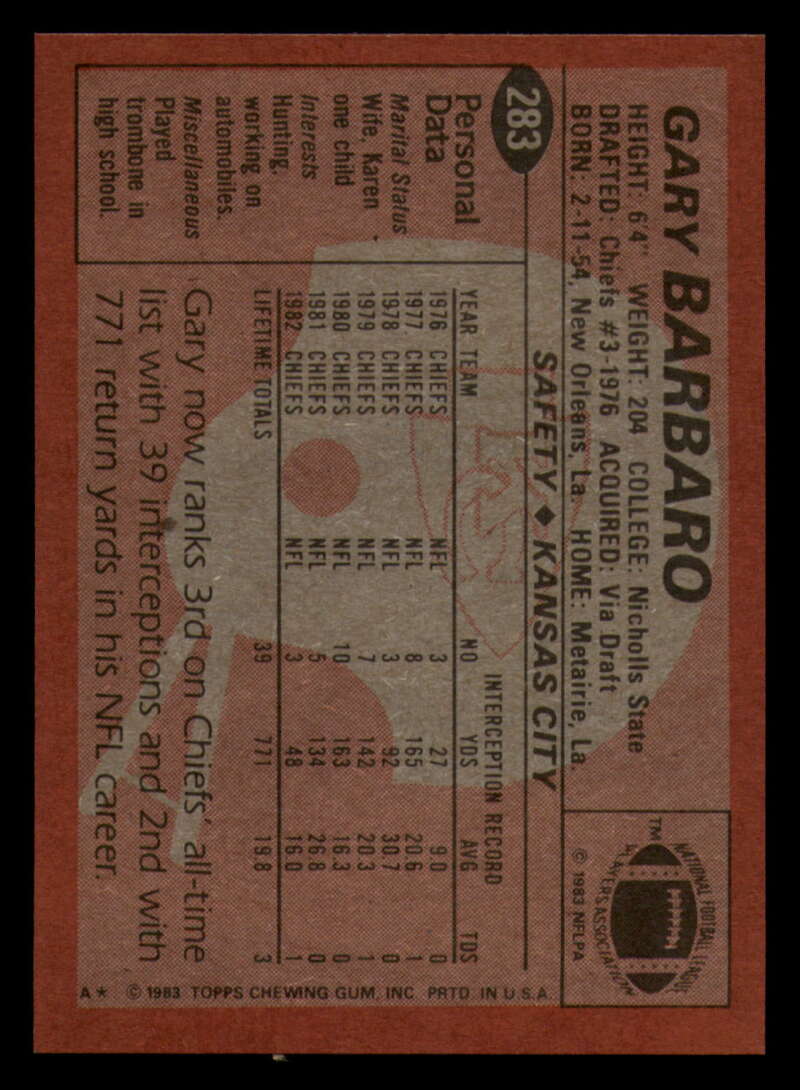 283
GARY BARBARO
HEIGHT: 6'4" WEIGHT: 204 COLLEGE: Nicholls State
DRAFTED: Chiefs #3-1976 ACQUIRED: Via Draft
BORN: 2-11-54, New Orleans, La. HOME: Metairie, La.
SAFETY ♦ KANSAS CITY
NATIONAL FOOTBALL LEAGUE
PLAYERS ASSOCIATION
TM
© 1983 NFLPA
Personal
Data
Marital Status
Wife, Karen
one child
Interests
Hunting,
working on
automobiles.
Miscellaneous
Played
trombone in
high school.
INTERCEPTION RECORD
YEAR TEAM NO YDS AVG TDS
1976 CHIEFS NFL 3 27 9.0 0
1977 CHIEFS NFL 8 165 20.6 1
1978 CHIEFS NFL 3 92 30.7 0
1979 CHIEFS NFL 7 142 20.3 1
1980 CHIEFS NFL 10 163 16.3 0
1981 CHIEFS NFL 5 134 26.8 0
1982 CHIEFS NFL 3 48 16.0 1
LIFETIME TOTALS 39 771 19.8 3
Gary now ranks 3rd on Chiefs' all-time
list with 39 interceptions and 2nd with
771 return yards in his NFL career.
A* © 1983 TOPPS CHEWING GUM, INC. PRTD. IN U.S.A.